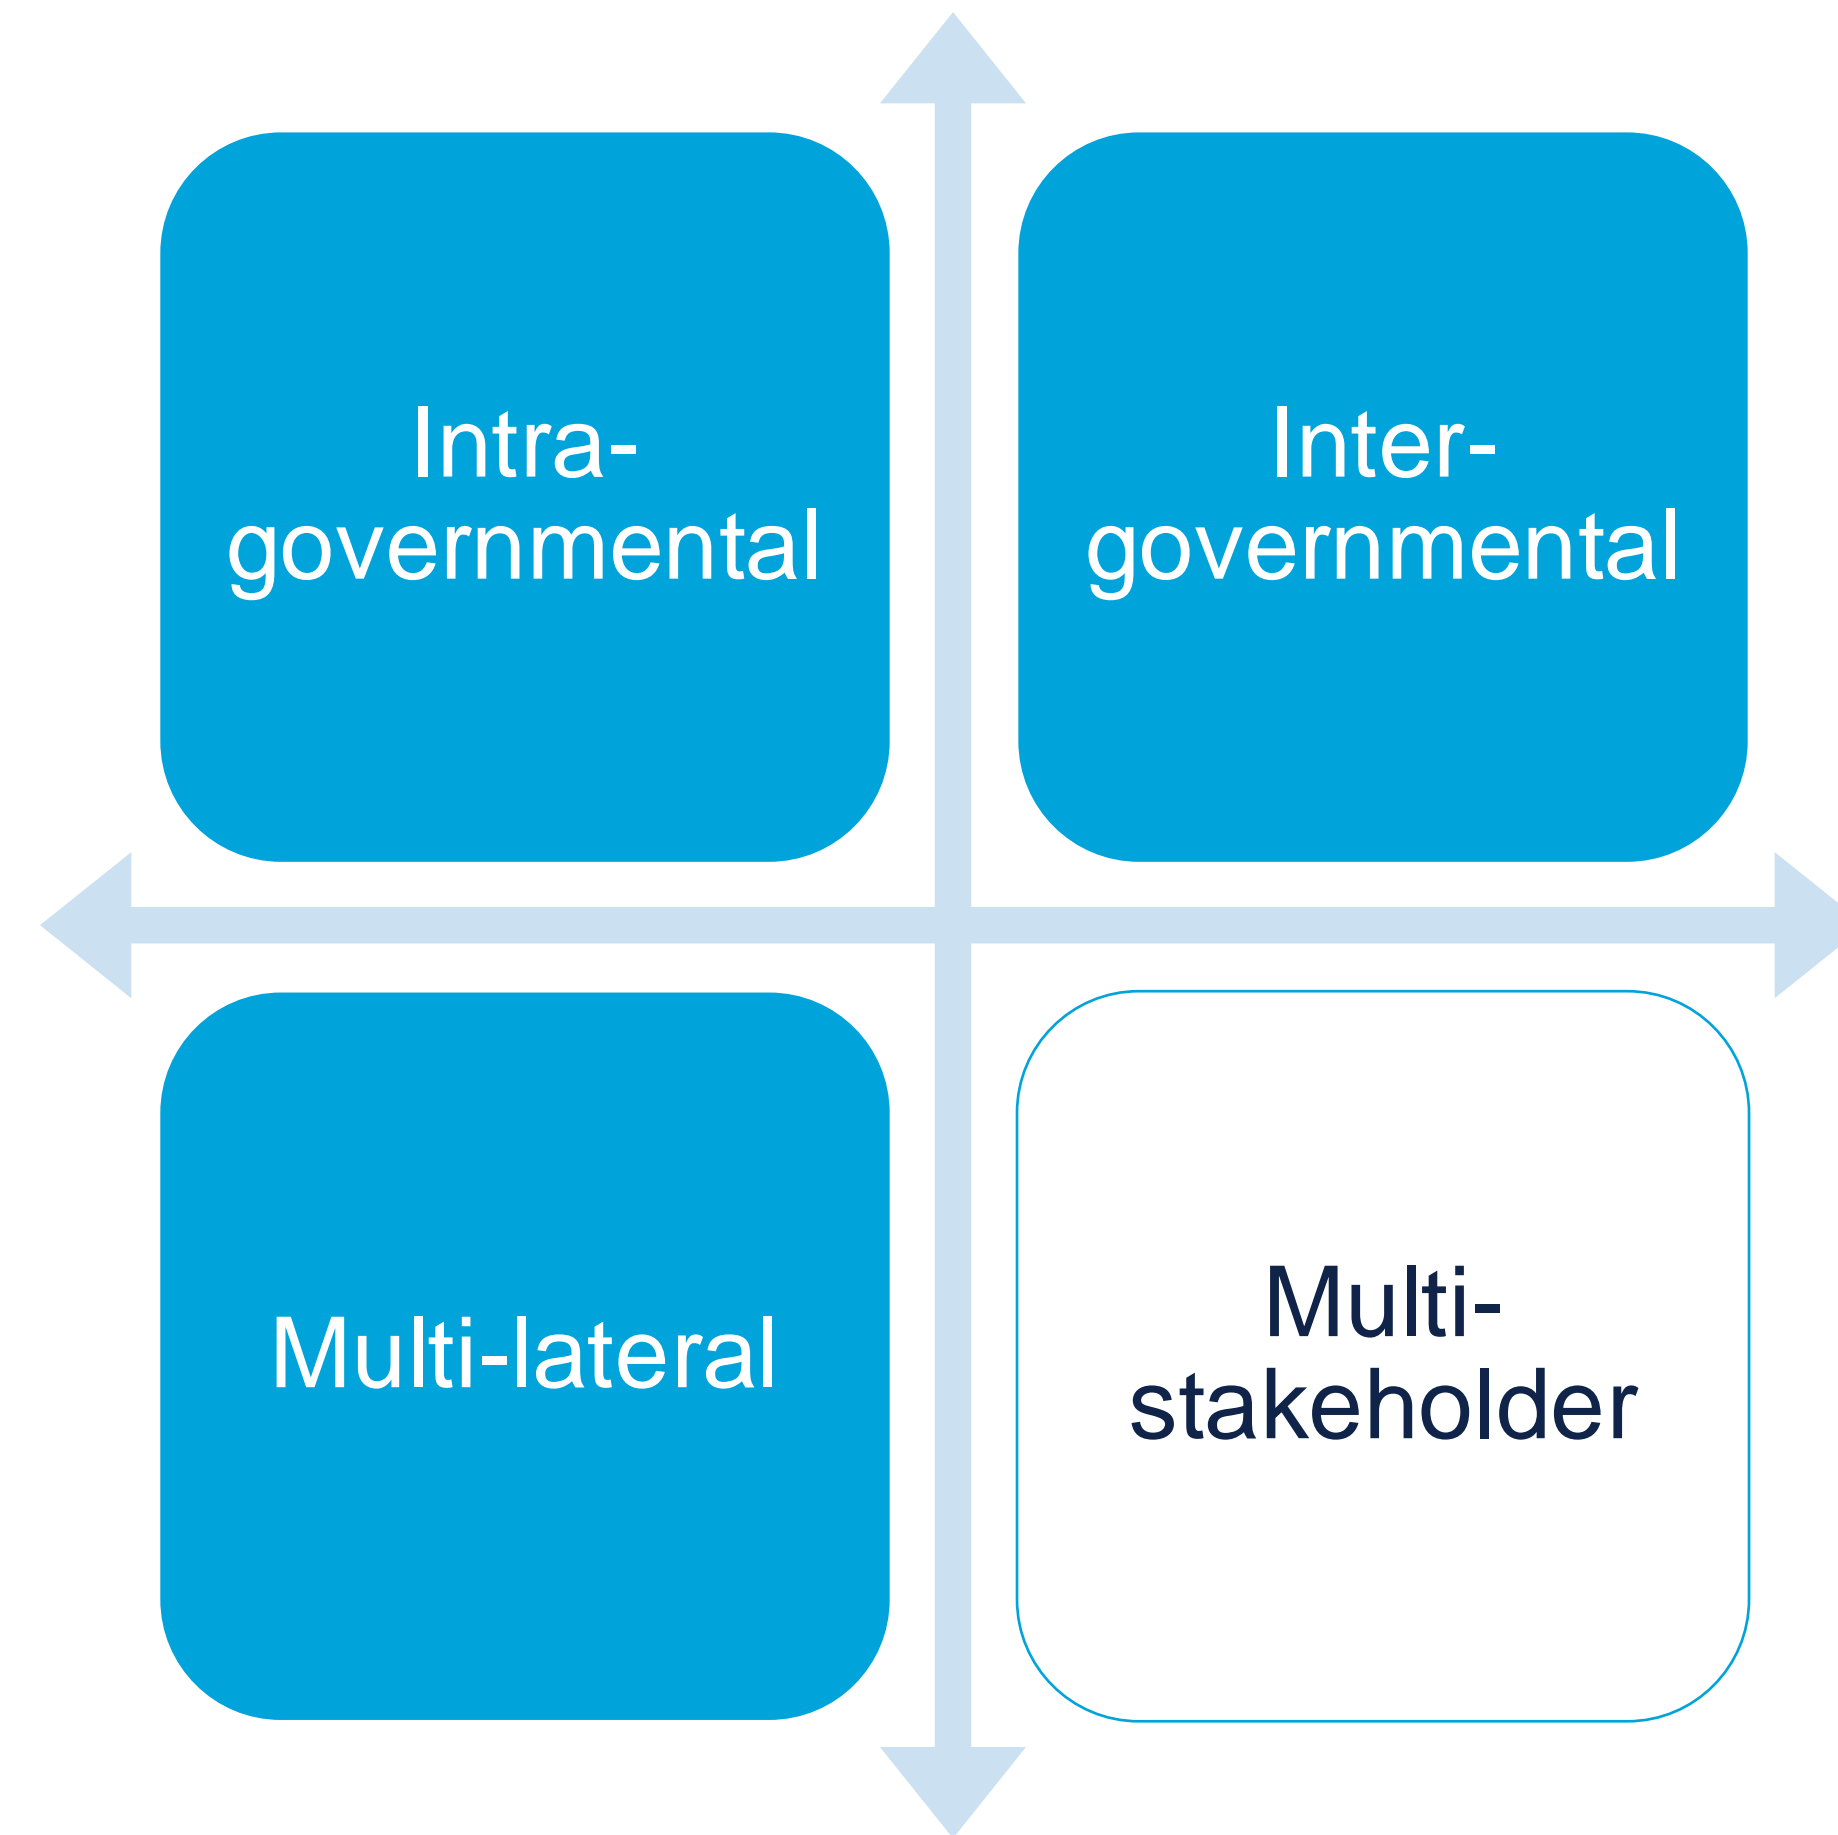 Intra-
governmental
Inter-
governmental
Multi-lateral
Multi-
stakeholder